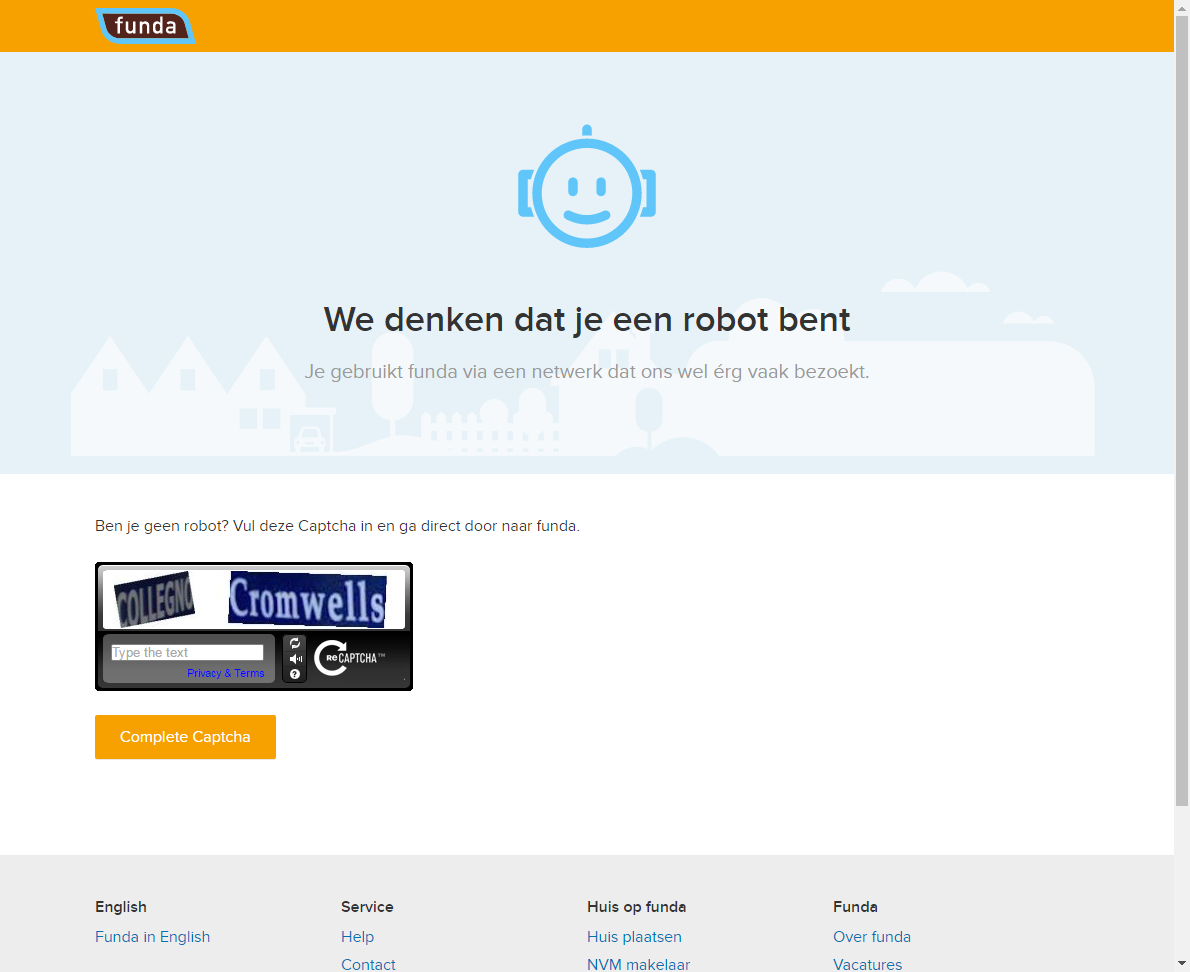 funda
We denken dat je een robot bent
Je gebruikt funda via een netwerk dat ons wel érg vaak bezoekt.
Ben je geen robot? Vul deze Captcha in en ga direct door naar funda.
COLLEGNO Cromwells
Type the text
Privacy & Terms
reCAPTCHA™
Complete Captcha
English
Funda in English
Service
Help
Contact
Huis op funda
Huis plaatsen
NVM makelaar
Funda
Over funda
Vacatures